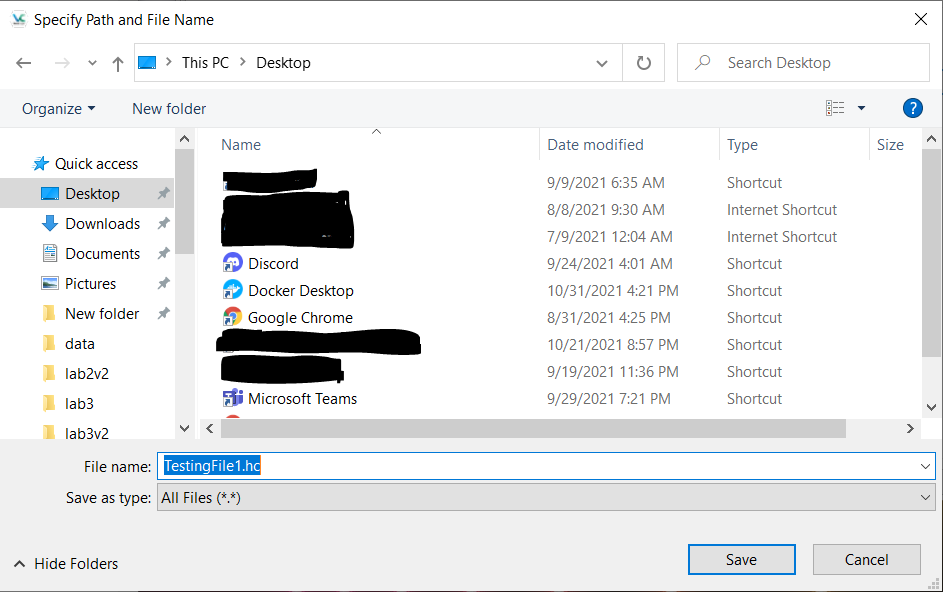 Specify Path and File Name
This PC > Desktop
Search Desktop
Organize New folder
Name Date modified Type Size
Quick access
Desktop
Downloads
Documents
Pictures
New folder
data
lab2v2
lab3
lab3v2
9/9/2021 6:35 AM Shortcut
8/8/2021 9:30 AM Internet Shortcut
7/9/2021 12:04 AM Internet Shortcut
Discord 9/24/2021 4:01 AM Shortcut
Docker Desktop 10/31/2021 4:21 PM Shortcut
Google Chrome 8/31/2021 4:25 PM Shortcut
10/21/2021 8:57 PM Shortcut
9/19/2021 11:36 PM Shortcut
Microsoft Teams 9/29/2021 7:21 PM Shortcut
File name: TestingFile1.hc
Save as type: All Files (*.*)
Hide Folders
Save Cancel